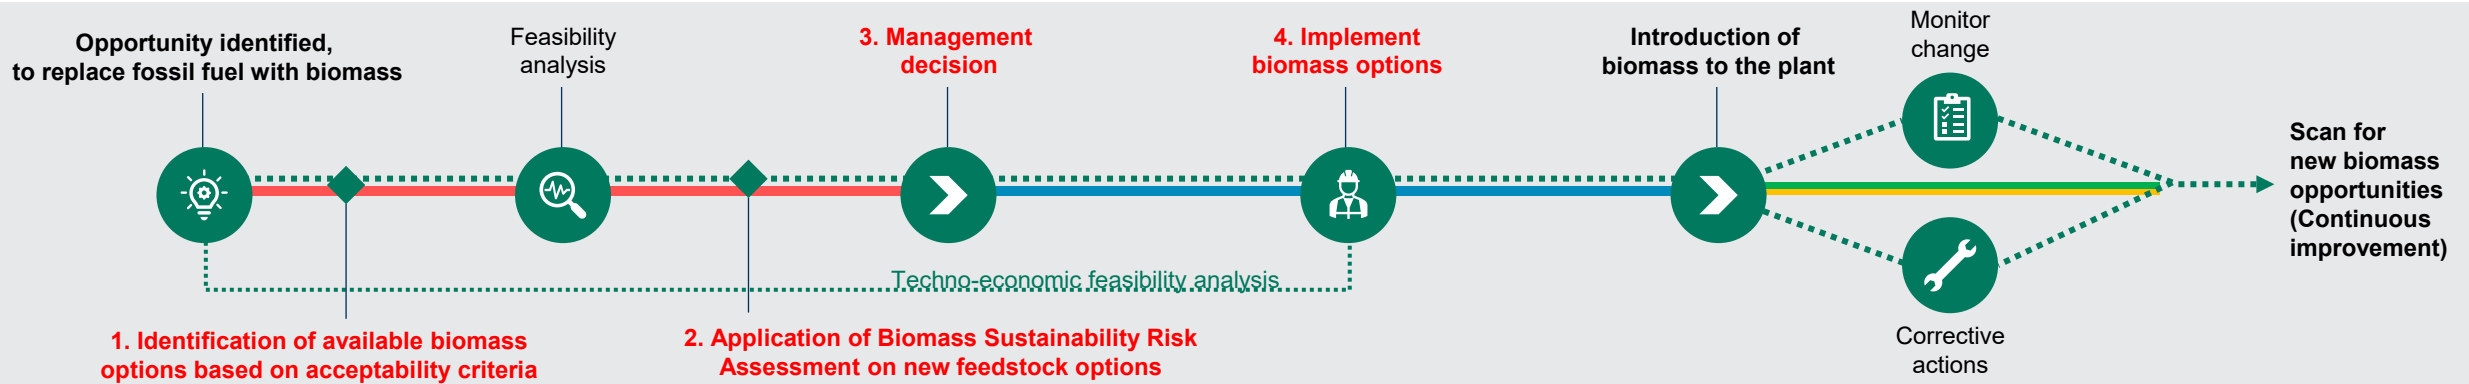 Opportunity identified,
to replace fossil fuel with biomass
Feasibility
analysis
3. Management
decision
4. Implement
biomass options
Introduction of
biomass to the plant
Monitor
change
Scan for
new biomass
opportunities
(Continuous
improvement)
Techno-economic feasibility analysis
1. Identification of available biomass
options based on acceptability criteria
2. Application of Biomass Sustainability Risk
Assessment on new feedstock options
Corrective
actions